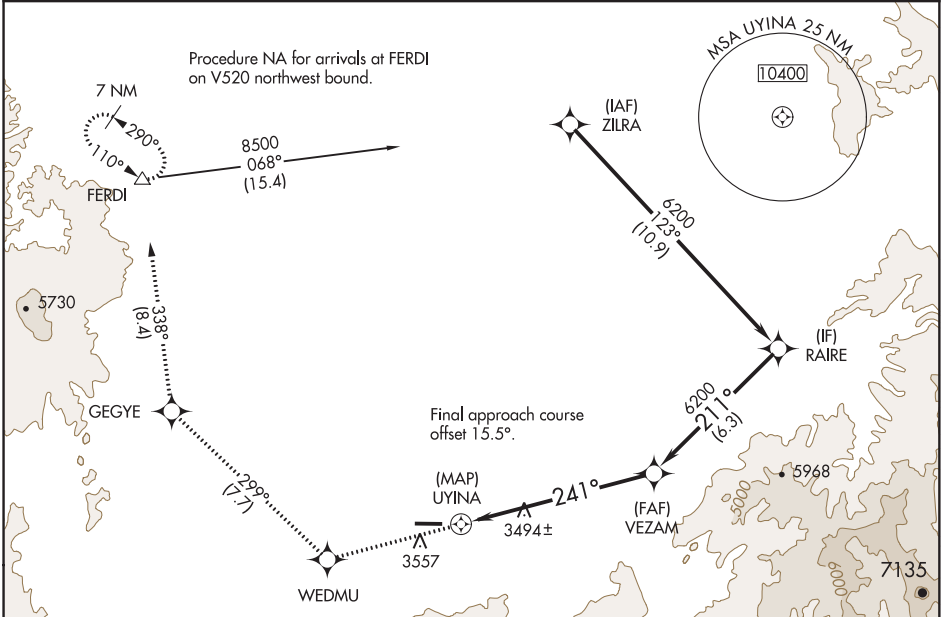 Procedure NA for arrivals at FERDI
on V520 northwest bound.
MSA UYINA 25 NM
10400
7 NM
290°
110°
FERDI
8500
068°
(15.4)
(IAF)
ZILRA
6200
123°
(10.9)
5730
338°
(8.4)
(IF)
RAIRE
GEGYE
Final approach course
offset 15.5°.
6200
211°
(6.3)
299°
(7.7)
(MAP)
UYINA
241°
5968
5000
3494±
(FAF)
VEZAM
3557
WEDMU
6000
7135